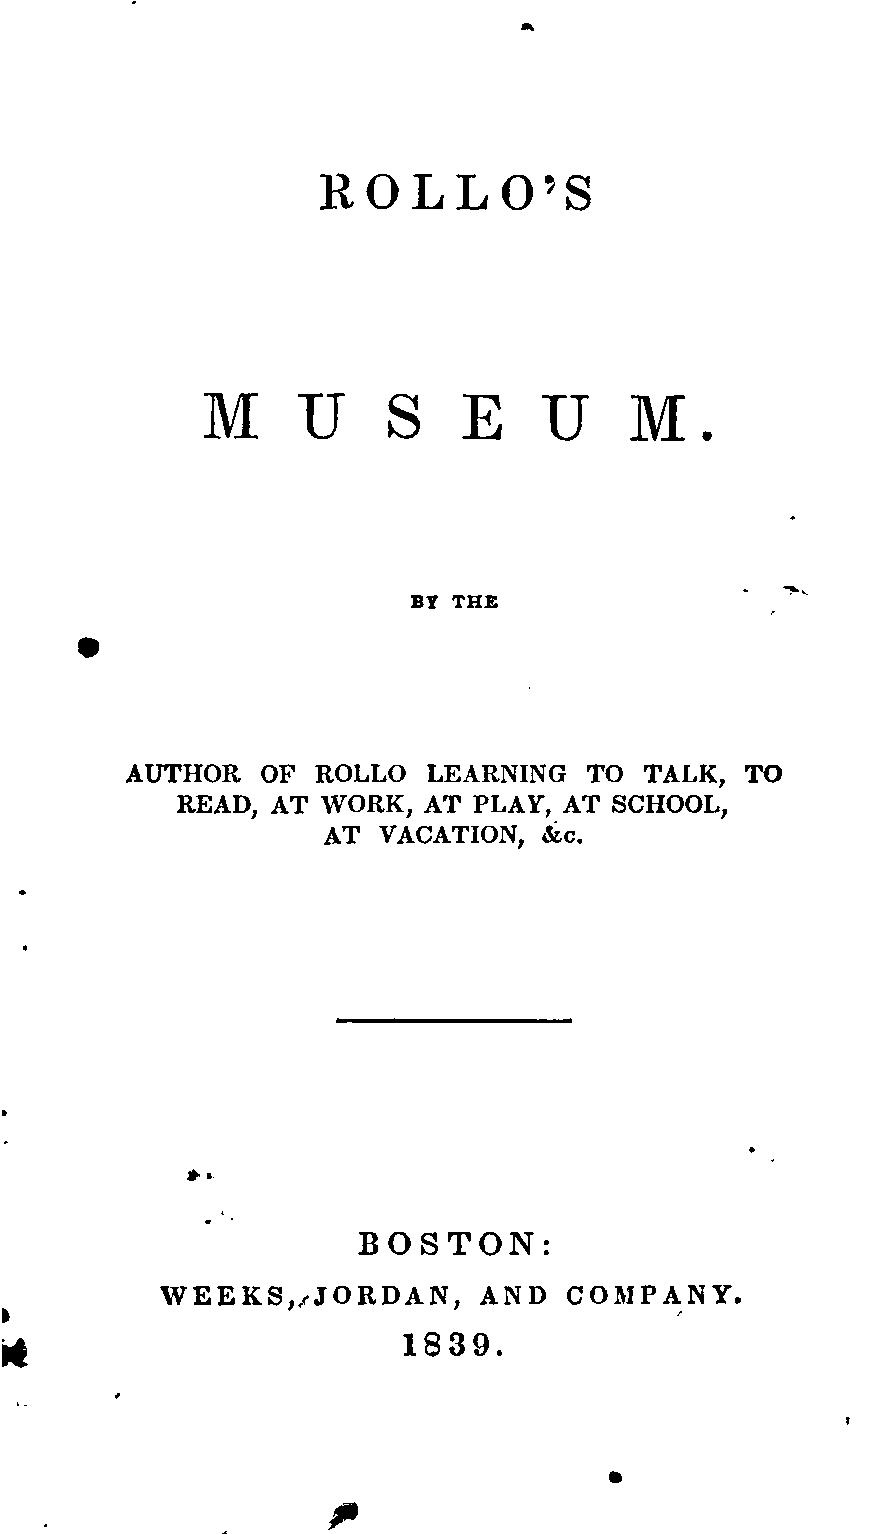 ROLLO'S
MUSEUM.
BY THE
AUTHOR OF ROLLO LEARNING TO TALK, TO
READ, AT WORK, AT PLAY, AT SCHOOL,
AT VACATION, &c.
BOSTON:
WEEKS, JORDAN, AND COMPANY.
1839.